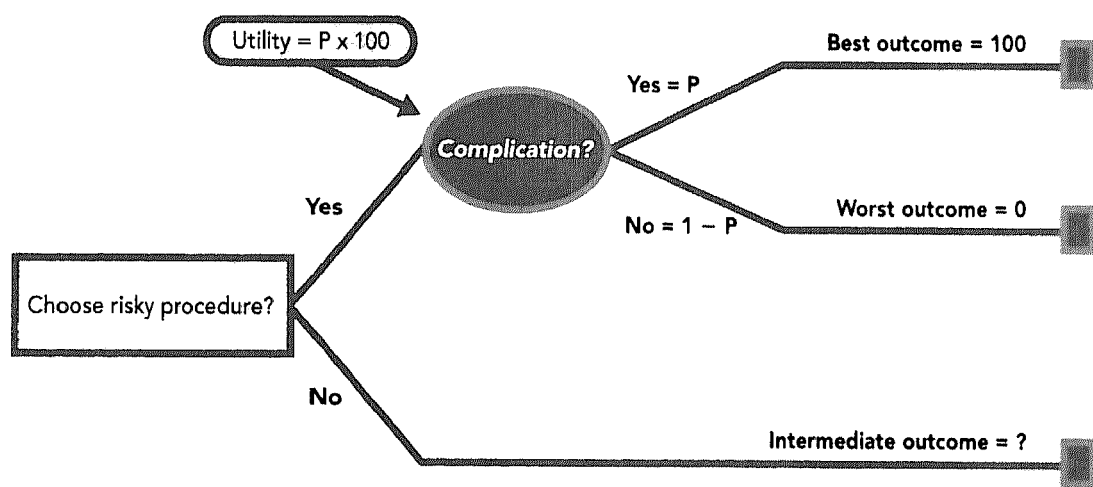 Utility = P x 100
Best outcome = 100
Yes = P
Complication?
Yes
Worst outcome = 0
No = 1 – P
Choose risky procedure?
No
Intermediate outcome = ?